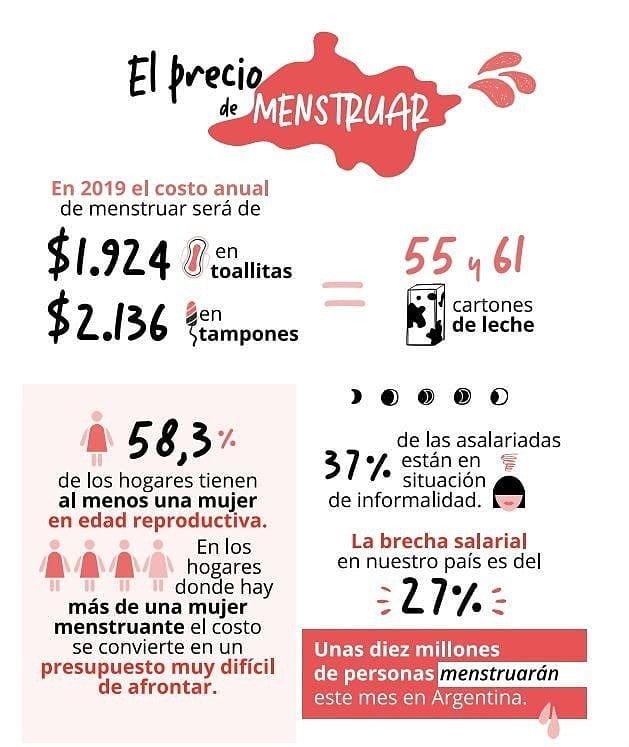 El precio
de MENSTRUAR
En 2019 el costo anual
de menstruar será de
$1.924 en
toallitas
$2.136 en
tampones
=
55 y 61
cartones
de leche
58,3%
de los hogares tienen
al menos una mujer
en edad reproductiva.
En los
hogares
donde hay
más de una mujer
menstruante el costo
se convierte en un
presupuesto muy difícil
de afrontar.
37% de las asalariadas
están en
situación
de informalidad.
La brecha salarial
en nuestro país es del
27%
Unas diez millones
de personas menstruarán
este mes en Argentina.